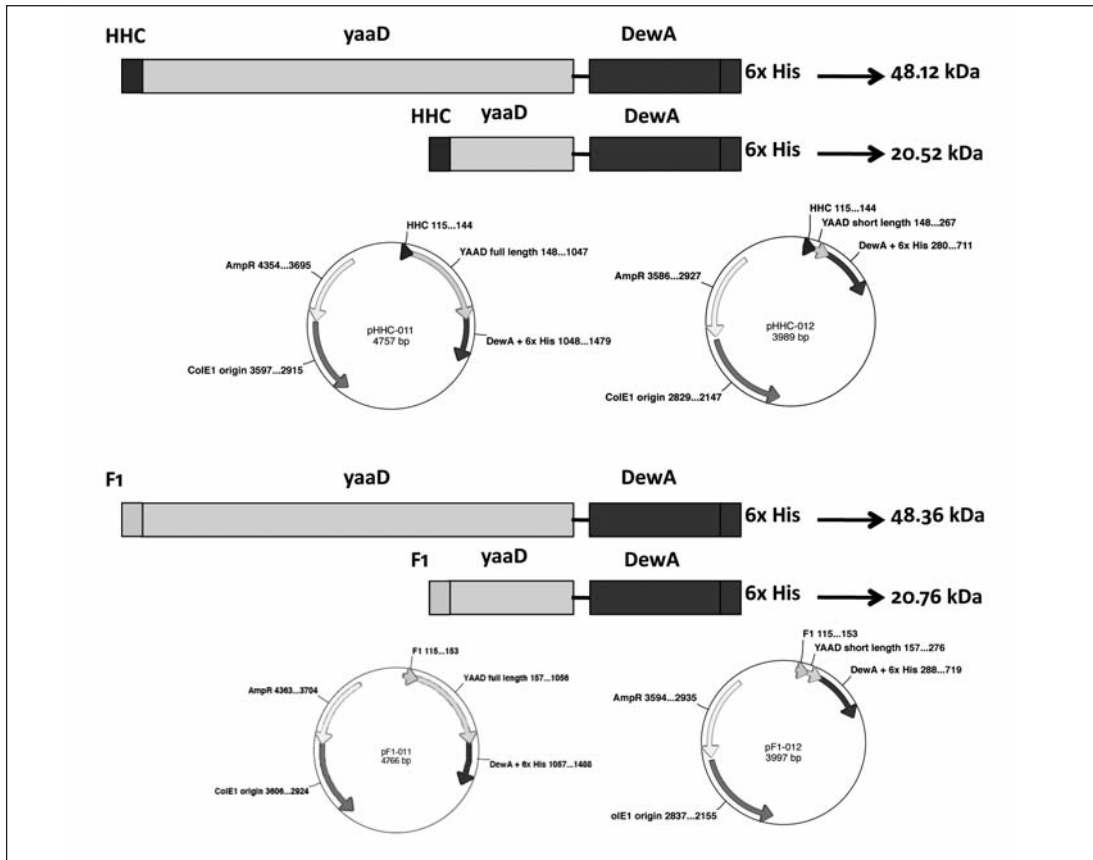 HHC yaaD DewA
6x His 48.12 kDa
HHC yaaD DewA
6x His 20.52 kDa
HHC 115...144
YAAD full length 148...1047
AmpR 4354...3695
pHHC-011
4757 bp
DewA + 6x His 1048...1479
ColE1 origin 3597...2915
HHC 115...144
YAAD short length 148...267
DewA + 6x His 280...711
AmpR 3586...2927
pHHC-012
3989 bp
ColE1 origin 2829...2147
F1 yaaD DewA
6x His 48.36 kDa
F1 yaaD DewA
6x His 20.76 kDa
F1 115...153
YAAD full length 157...1056
AmpR 4363...3704
pF1-011
4766 bp
DewA + 6x His 1057...1488
ColE1 origin 3606...2924
F1 115...153
YAAD short length 157...276
DewA + 6x His 288...719
AmpR 3594...2935
pF1-012
3997 bp
olE1 origin 2837...2155